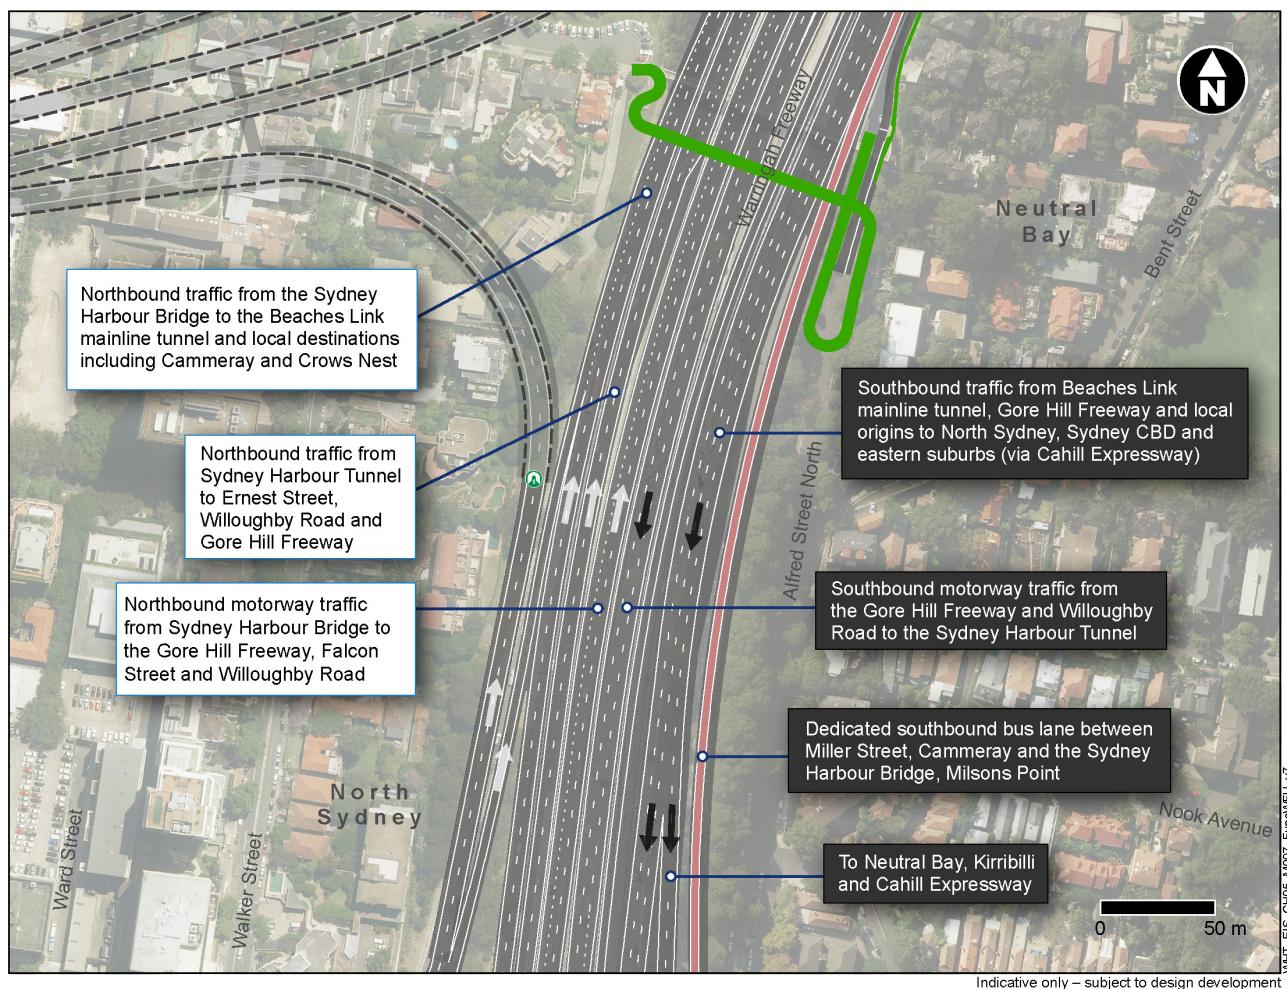 N
Warringah Freeway
Neutral
Bay
Bent Street
Northbound traffic from the Sydney
Harbour Bridge to the Beaches Link
mainline tunnel and local destinations
including Cammeray and Crows Nest
Southbound traffic from Beaches Link
mainline tunnel, Gore Hill Freeway and local
origins to North Sydney, Sydney CBD and
eastern suburbs (via Cahill Expressway)
Northbound traffic from
Sydney Harbour Tunnel
to Ernest Street,
Willoughby Road and
Gore Hill Freeway
Alfred Street North
Southbound motorway traffic from
the Gore Hill Freeway and Willoughby
Road to the Sydney Harbour Tunnel
Northbound motorway traffic
from Sydney Harbour Bridge to
the Gore Hill Freeway, Falcon
Street and Willoughby Road
Dedicated southbound bus lane between
Miller Street, Cammeray and the Sydney
Harbour Bridge, Milsons Point
North
Sydney
Nook Avenue
Ward Street
Walker Street
To Neutral Bay, Kirribilli
and Cahill Expressway
0 50 m
Indicative only – subject to design development